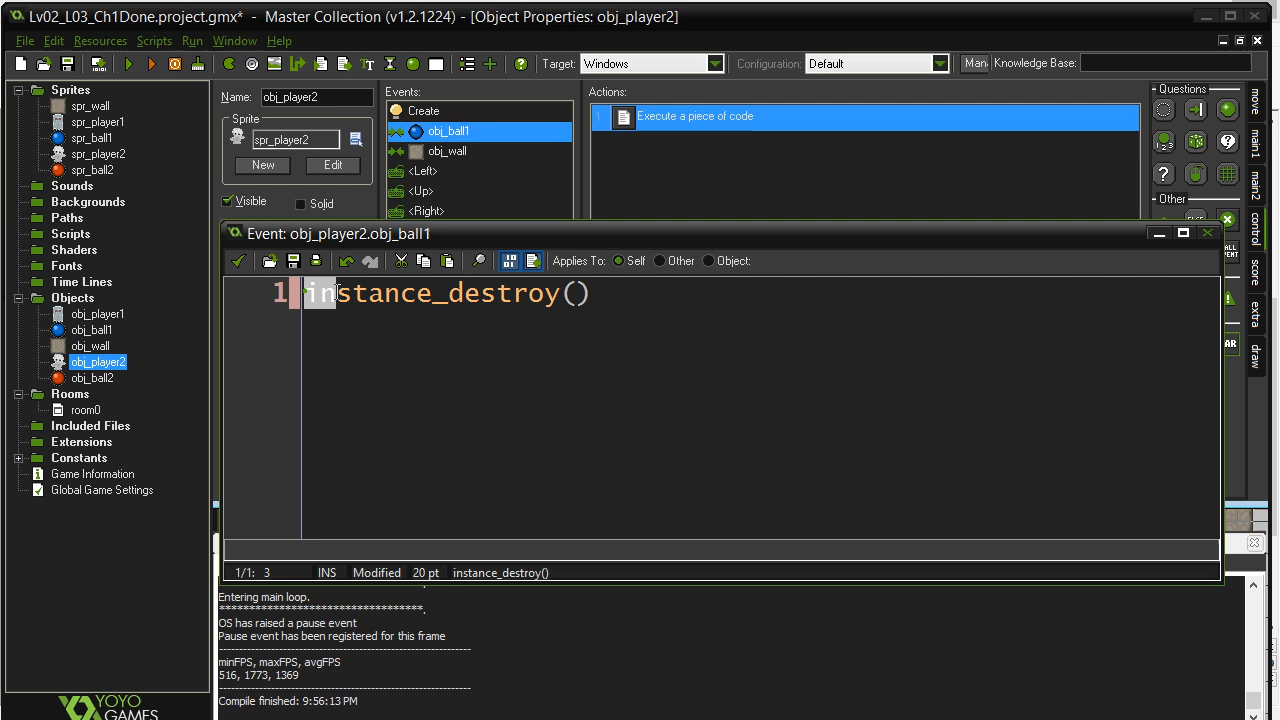 Lv02_L03_Ch1Done.project.gmx* - Master Collection (v1.2.1224) - [Object Properties: obj_player2]
File Edit Resources Scripts Run Window Help
Target: Windows Configuration: Default Man Knowledge Base:
Sprites
spr_wall
spr_player1
spr_ball1
spr_player2
spr_ball2
Sounds
Backgrounds
Paths
Scripts
Shaders
Fonts
Time Lines
Objects
obj_player1
obj_ball1
obj_wall
obj_player2
obj_ball2
Rooms
room0
Included Files
Extensions
Constants
Game Information
Global Game Settings
YOYO
GAMES
Name: obj_player2
Sprite
spr_player2
New Edit
Visible Solid
Events:
Create
obj_ball1
obj_wall
<Left>
<Up>
<Right>
Actions:
1 Execute a piece of code
Questions
Other
move
main1
main2
control
score
extra
draw
Event: obj_player2.obj_ball1
Applies To: Self Other Object:
1 instance_destroy()
1/1: 3 INS Modified 20 pt instance_destroy()
Entering main loop.
**********************************.
OS has raised a pause event
Pause event has been registered for this frame
minFPS, maxFPS, avgFPS
516, 1773, 1369
Compile finished: 9:56:13 PM